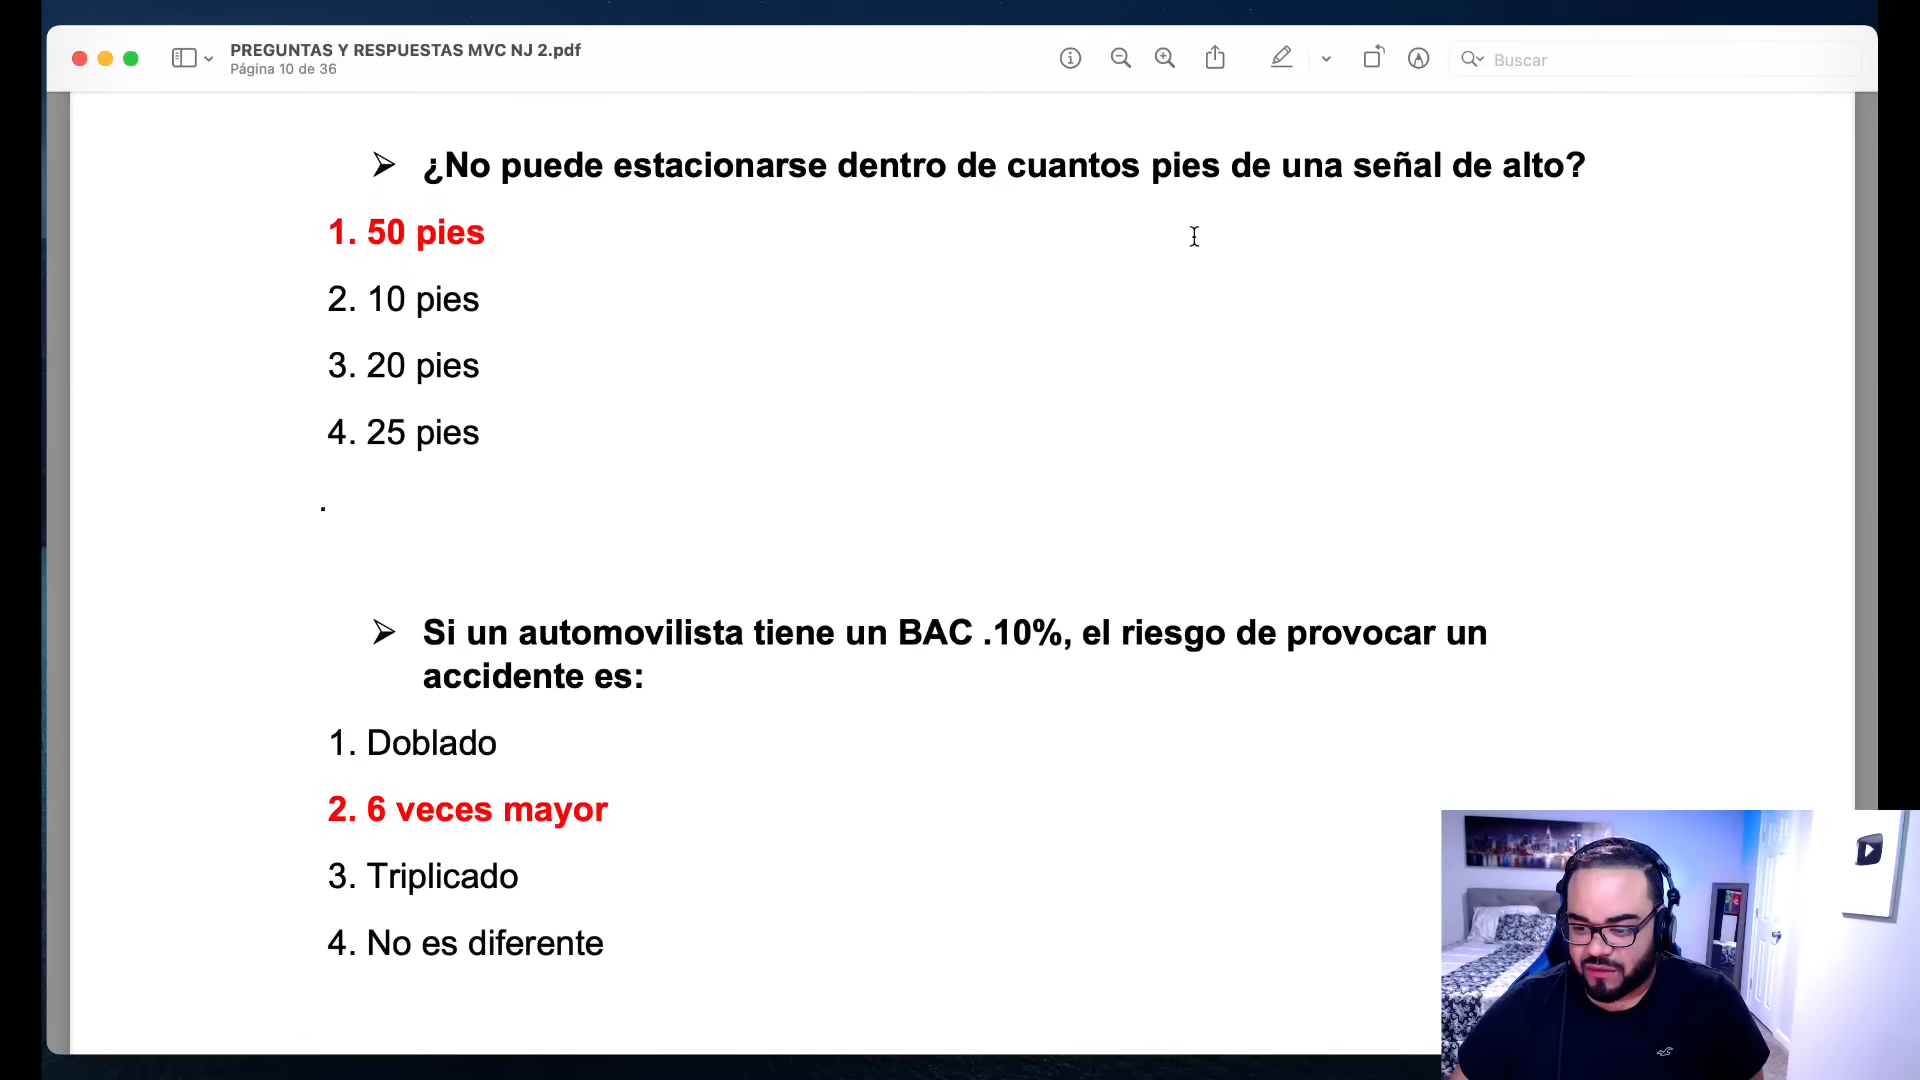 PREGUNTAS Y RESPUESTAS MVC NJ 2.pdf
Página 10 de 36
Buscar
➢ ¿No puede estacionarse dentro de cuantos pies de una señal de alto?
1. 50 pies
2. 10 pies
3. 20 pies
4. 25 pies
.
➢ Si un automovilista tiene un BAC .10%, el riesgo de provocar un
accidente es:
1. Doblado
2. 6 veces mayor
3. Triplicado
4. No es diferente